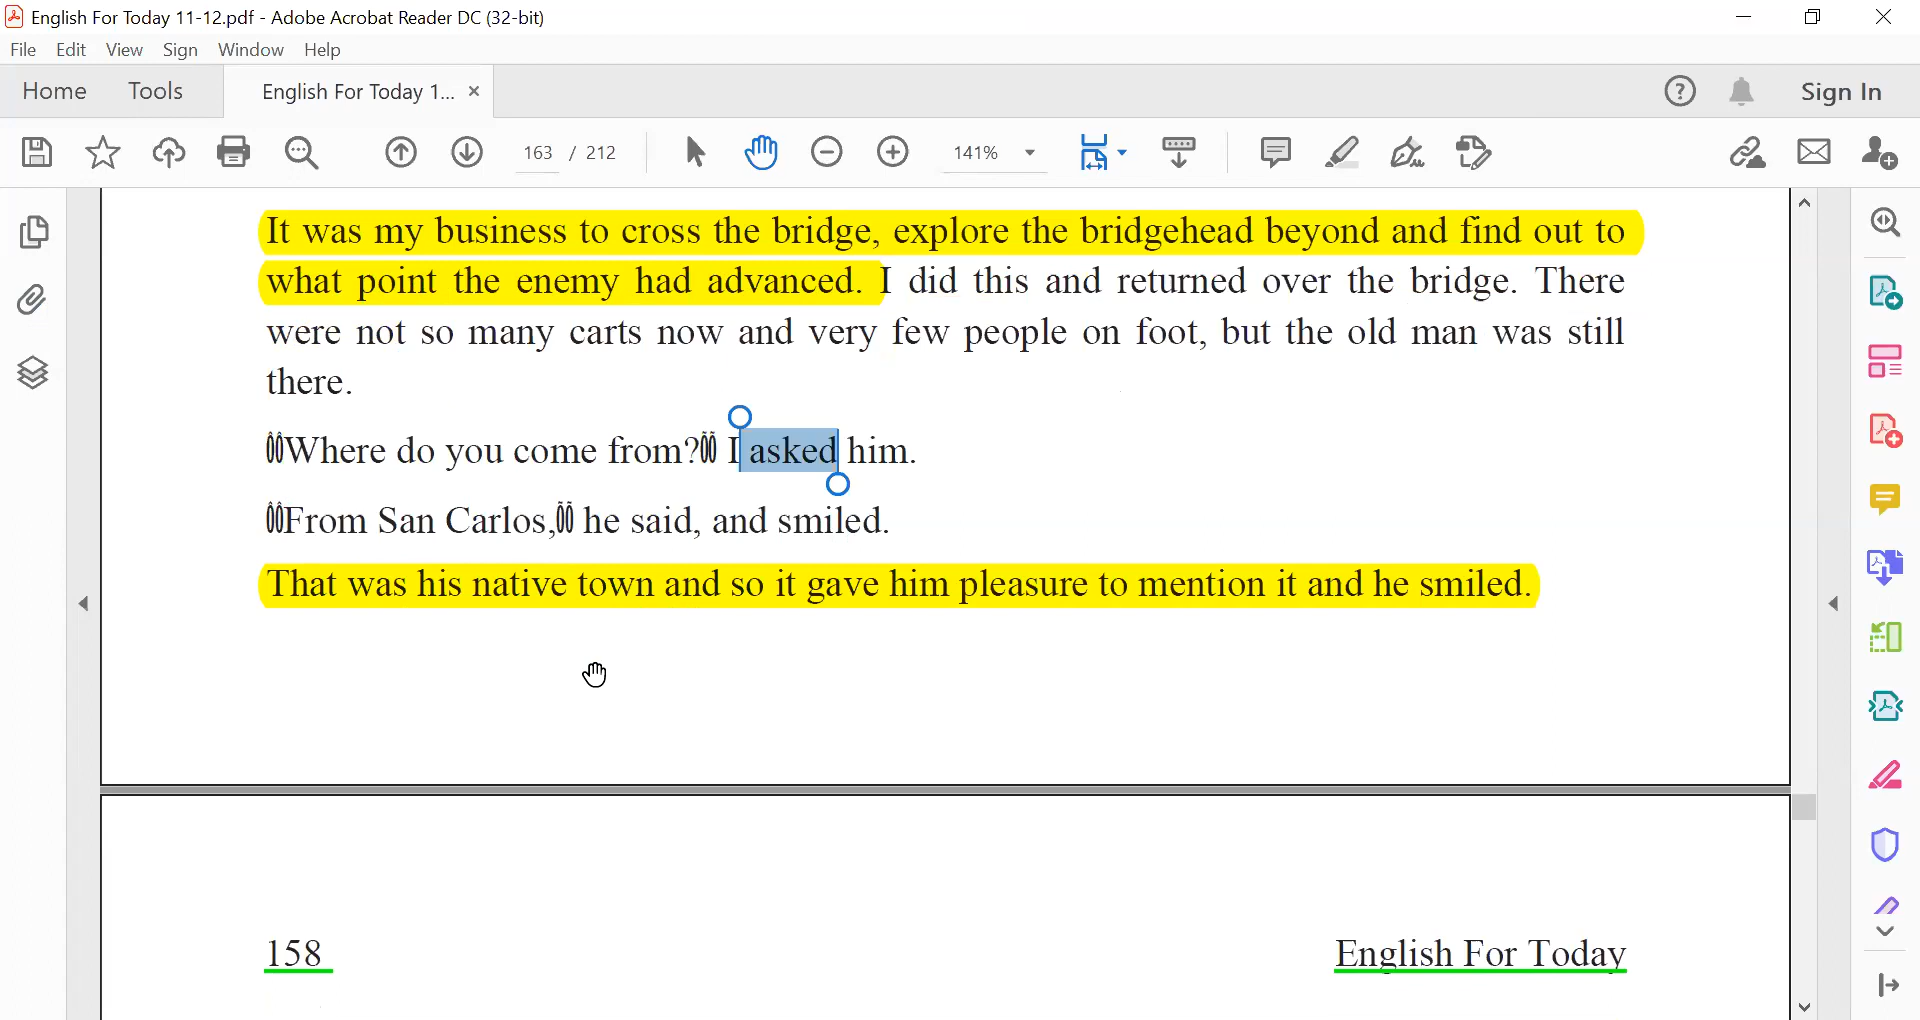 English For Today 11-12.pdf - Adobe Acrobat Reader DC (32-bit)
File Edit View Sign Window Help
Home Tools English For Today 1... × Sign In
163 / 212 141%
It was my business to cross the bridge, explore the bridgehead beyond and find out to
what point the enemy had advanced. I did this and returned over the bridge. There
were not so many carts now and very few people on foot, but the old man was still
there.
ÔÔWhere do you come from?ÕÕ I asked him.
ÔÔFrom San Carlos,ÕÕ he said, and smiled.
That was his native town and so it gave him pleasure to mention it and he smiled.
158 English For Today